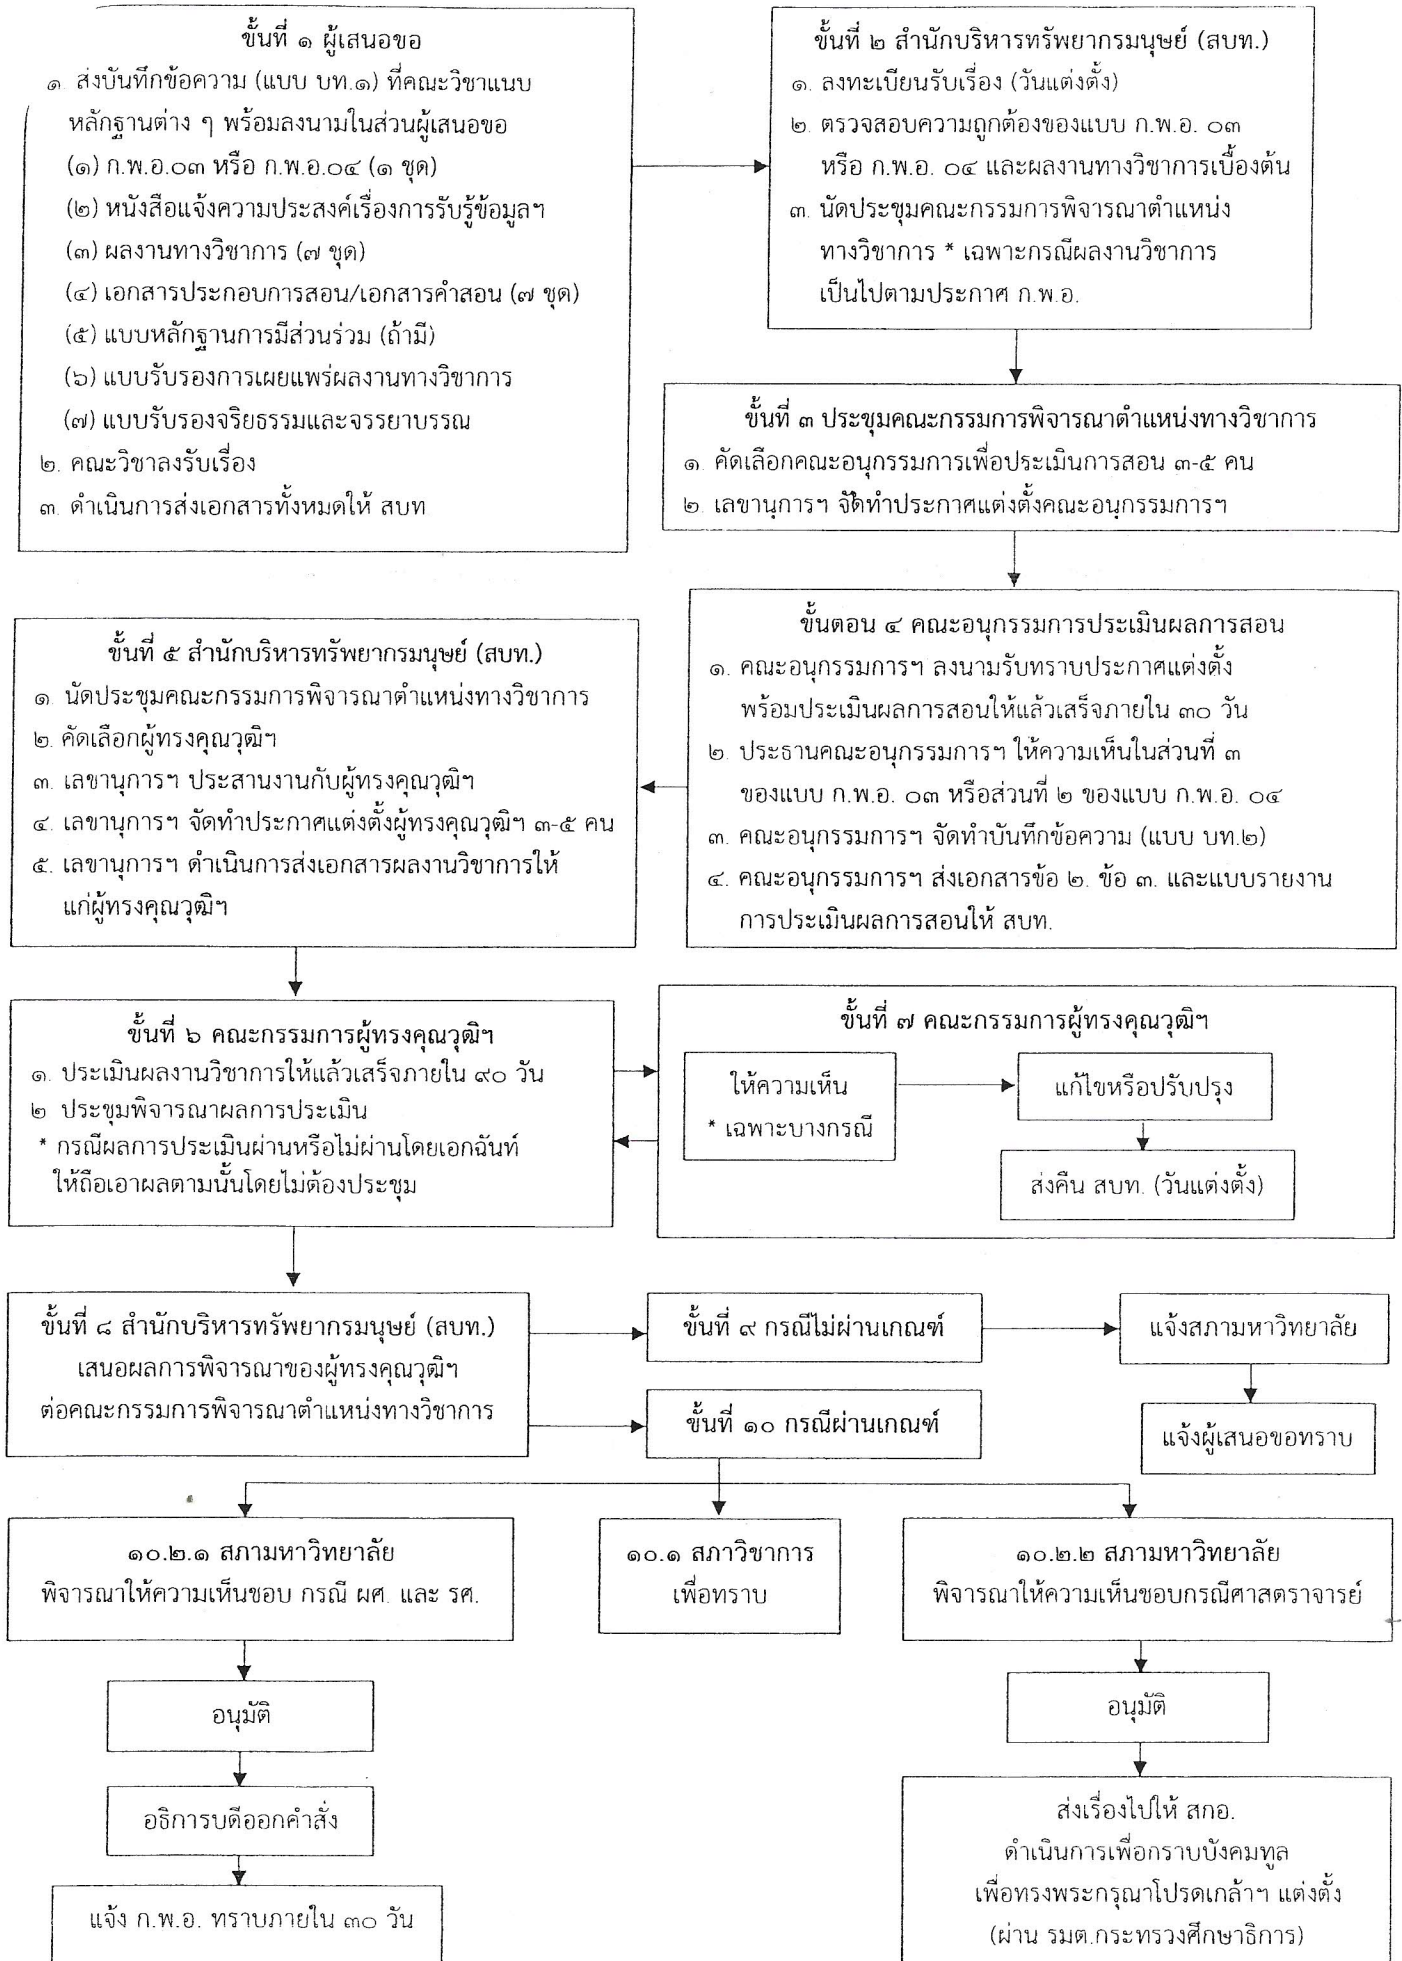 ขั้นที่ ๑ ผู้เสนอขอ
๑. ส่งบันทึกข้อความ (แบบ บท.๑) ที่คณะวิชาแนบ
หลักฐานต่าง ๆ พร้อมลงนามในส่วนผู้เสนอขอ
(๑) ก.พ.อ.๐๓ หรือ ก.พ.อ.๐๔ (๑ ชุด)
(๒) หนังสือแจ้งความประสงค์เรื่องการรับรู้ข้อมูลฯ
(๓) ผลงานทางวิชาการ (๗ ชุด)
(๔) เอกสารประกอบการสอน/เอกสารคำสอน (๗ ชุด)
(๕) แบบหลักฐานการมีส่วนร่วม (ถ้ามี)
(๖) แบบรับรองการเผยแพร่ผลงานทางวิชาการ
(๗) แบบรับรองจริยธรรมและจรรยาบรรณ
๒. คณะวิชาลงรับเรื่อง
๓. ดำเนินการส่งเอกสารทั้งหมดให้ สบท
ขั้นที่ ๒ สำนักบริหารทรัพยากรมนุษย์ (สบท.)
๑. ลงทะเบียนรับเรื่อง (วันแต่งตั้ง)
๒. ตรวจสอบความถูกต้องของแบบ ก.พ.อ. ๐๓
หรือ ก.พ.อ. ๐๔ และผลงานทางวิชาการเบื้องต้น
๓. นัดประชุมคณะกรรมการพิจารณาตำแหน่ง
ทางวิชาการ * เฉพาะกรณีผลงานวิชาการ
เป็นไปตามประกาศ ก.พ.อ.
ขั้นที่ ๓ ประชุมคณะกรรมการพิจารณาตำแหน่งทางวิชาการ
๑. คัดเลือกคณะอนุกรรมการเพื่อประเมินการสอน ๓-๕ คน
๒. เลขานุการฯ จัดทำประกาศแต่งตั้งคณะอนุกรรมการฯ
ขั้นตอน ๔ คณะอนุกรรมการประเมินผลการสอน
๑. คณะอนุกรรมการฯ ลงนามรับทราบประกาศแต่งตั้ง
พร้อมประเมินผลการสอนให้แล้วเสร็จภายใน ๓๐ วัน
๒. ประธานคณะอนุกรรมการฯ ให้ความเห็นในส่วนที่ ๓
ของแบบ ก.พ.อ. ๐๓ หรือส่วนที่ ๒ ของแบบ ก.พ.อ. ๐๔
๓. คณะอนุกรรมการฯ จัดทำบันทึกข้อความ (แบบ บท.๒)
๔. คณะอนุกรรมการฯ ส่งเอกสารข้อ ๒. ข้อ ๓. และแบบรายงาน
การประเมินผลการสอนให้ สบท.
ขั้นที่ ๕ สำนักบริหารทรัพยากรมนุษย์ (สบท.)
๑. นัดประชุมคณะกรรมการพิจารณาตำแหน่งทางวิชาการ
๒. คัดเลือกผู้ทรงคุณวุฒิฯ
๓. เลขานุการฯ ประสานงานกับผู้ทรงคุณวุฒิฯ
๔. เลขานุการฯ จัดทำประกาศแต่งตั้งผู้ทรงคุณวุฒิฯ ๓-๕ คน
๕. เลขานุการฯ ดำเนินการส่งเอกสารผลงานวิชาการให้
แก่ผู้ทรงคุณวุฒิฯ
ขั้นที่ ๖ คณะกรรมการผู้ทรงคุณวุฒิฯ
๑. ประเมินผลงานวิชาการให้แล้วเสร็จภายใน ๙๐ วัน
๒ ประชุมพิจารณาผลการประเมิน
* กรณีผลการประเมินผ่านหรือไม่ผ่านโดยเอกฉันท์
ให้ถือเอาผลตามนั้นโดยไม่ต้องประชุม
ขั้นที่ ๗ คณะกรรมการผู้ทรงคุณวุฒิฯ
ให้ความเห็น
* เฉพาะบางกรณี
แก้ไขหรือปรับปรุง
ส่งคืน สบท. (วันแต่งตั้ง)
ขั้นที่ ๘ สำนักบริหารทรัพยากรมนุษย์ (สบท.)
เสนอผลการพิจารณาของผู้ทรงคุณวุฒิฯ
ต่อคณะกรรมการพิจารณาตำแหน่งทางวิชาการ
ขั้นที่ ๙ กรณีไม่ผ่านเกณฑ์
แจ้งสภามหาวิทยาลัย
แจ้งผู้เสนอขอทราบ
ขั้นที่ ๑๐ กรณีผ่านเกณฑ์
๑๐.๒.๑ สภามหาวิทยาลัย
พิจารณาให้ความเห็นชอบ กรณี ผศ. และ รศ.
๑๐.๑ สภาวิชาการ
เพื่อทราบ
๑๐.๒.๒ สภามหาวิทยาลัย
พิจารณาให้ความเห็นชอบกรณีศาสตราจารย์
อนุมัติ
อธิการบดีออกคำสั่ง
แจ้ง ก.พ.อ. ทราบภายใน ๓๐ วัน
อนุมัติ
ส่งเรื่องไปให้ สกอ.
ดำเนินการเพื่อกราบบังคมทูล
เพื่อทรงพระกรุณาโปรดเกล้าฯ แต่งตั้ง
(ผ่าน รมต.กระทรวงศึกษาธิการ)